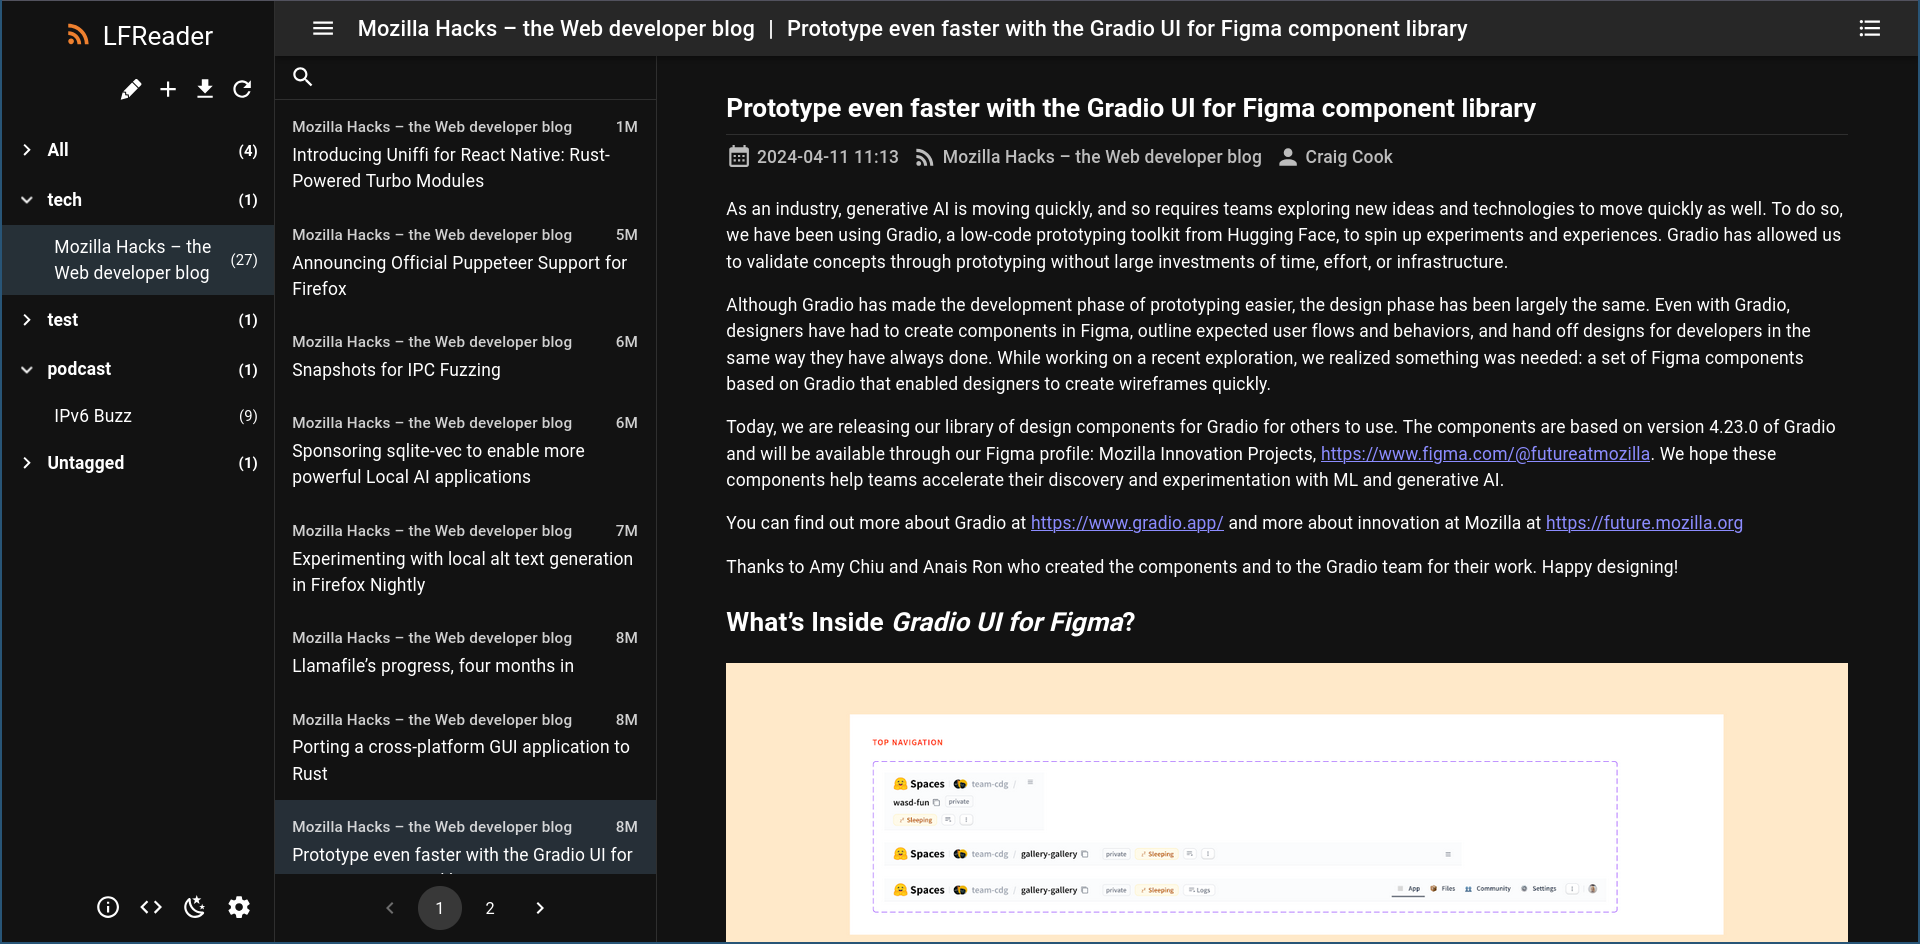 LFReader
All (4)
tech (1)
Mozilla Hacks – the
Web developer blog (27)
test (1)
podcast (1)
IPv6 Buzz (9)
Untagged (1)
Mozilla Hacks – the Web developer blog | Prototype even faster with the Gradio UI for Figma component library
Mozilla Hacks – the Web developer blog 1M
Introducing Uniffi for React Native: Rust-
Powered Turbo Modules
Mozilla Hacks – the Web developer blog 5M
Announcing Official Puppeteer Support for
Firefox
Mozilla Hacks – the Web developer blog 6M
Snapshots for IPC Fuzzing
Mozilla Hacks – the Web developer blog 6M
Sponsoring sqlite-vec to enable more
powerful Local AI applications
Mozilla Hacks – the Web developer blog 7M
Experimenting with local alt text generation
in Firefox Nightly
Mozilla Hacks – the Web developer blog 8M
Llamafile’s progress, four months in
Mozilla Hacks – the Web developer blog 8M
Porting a cross-platform GUI application to
Rust
Mozilla Hacks – the Web developer blog 8M
Prototype even faster with the Gradio UI for
1 2
Prototype even faster with the Gradio UI for Figma component library
2024-04-11 11:13 Mozilla Hacks – the Web developer blog Craig Cook
As an industry, generative AI is moving quickly, and so requires teams exploring new ideas and technologies to move quickly as well. To do so,
we have been using Gradio, a low-code prototyping toolkit from Hugging Face, to spin up experiments and experiences. Gradio has allowed us
to validate concepts through prototyping without large investments of time, effort, or infrastructure.
Although Gradio has made the development phase of prototyping easier, the design phase has been largely the same. Even with Gradio,
designers have had to create components in Figma, outline expected user flows and behaviors, and hand off designs for developers in the
same way they have always done. While working on a recent exploration, we realized something was needed: a set of Figma components
based on Gradio that enabled designers to create wireframes quickly.
Today, we are releasing our library of design components for Gradio for others to use. The components are based on version 4.23.0 of Gradio
and will be available through our Figma profile: Mozilla Innovation Projects, https://www.figma.com/@futureatmozilla. We hope these
components help teams accelerate their discovery and experimentation with ML and generative AI.
You can find out more about Gradio at https://www.gradio.app/ and more about innovation at Mozilla at https://future.mozilla.org
Thanks to Amy Chiu and Anais Ron who created the components and to the Gradio team for their work. Happy designing!
What’s Inside Gradio UI for Figma?
TOP NAVIGATION
Spaces team-cdg /
wasd-fun private
Sleeping
Spaces team-cdg / gallery-gallery private Sleeping
Spaces team-cdg / gallery-gallery private Sleeping Logs App Files Community Settings